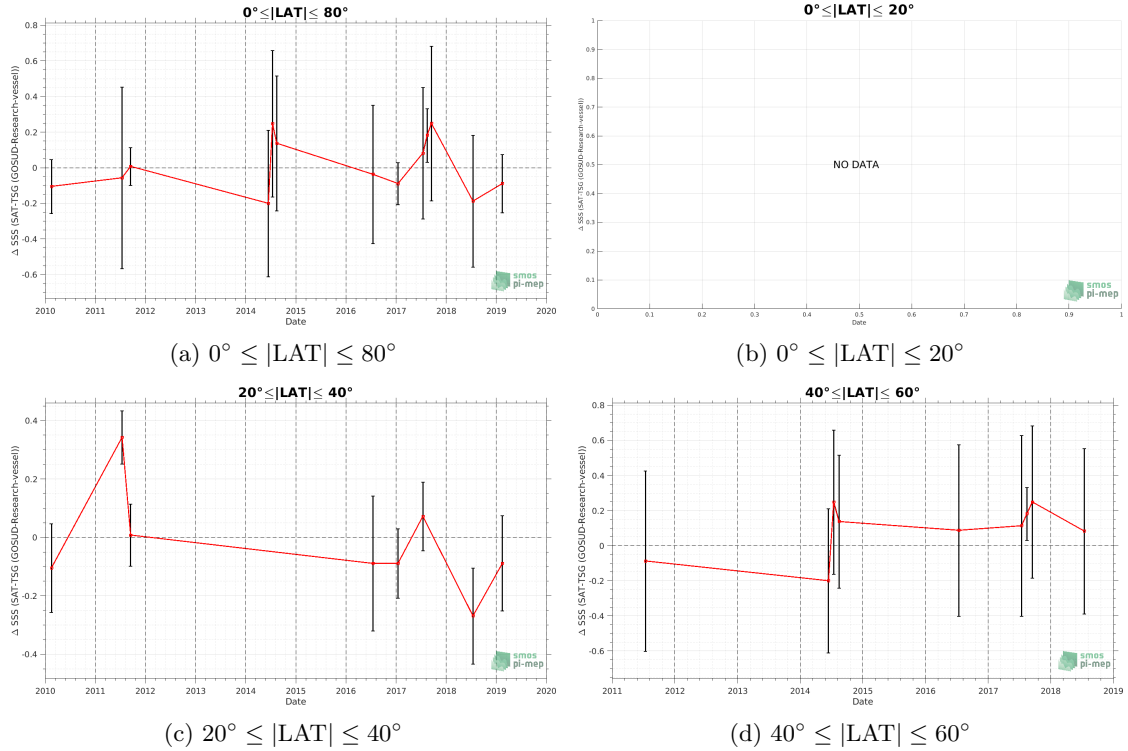 0°≤|LAT|≤ 80°
Δ SSS (SAT-TSG (GOSUD-Research-vessel))
0.8
0.6
0.4
0.2
0
-0.2
-0.4
-0.6
2010 2011 2012 2013 2014 2015 2016 2017 2018 2019 2020
Date
smos
pi-mep
(a) 0° ≤ |LAT| ≤ 80°
0°≤|LAT|≤ 20°
Δ SSS (SAT-TSG (GOSUD-Research-vessel))
1
0.9
0.8
0.7
0.6
0.5
0.4
0.3
0.2
0.1
0
NO DATA
0 0.1 0.2 0.3 0.4 0.5 0.6 0.7 0.8 0.9 1
Date
smos
pi-mep
(b) 0° ≤ |LAT| ≤ 20°
20°≤|LAT|≤ 40°
Δ SSS (SAT-TSG (GOSUD-Research-vessel))
0.4
0.2
0
-0.2
-0.4
2010 2011 2012 2013 2014 2015 2016 2017 2018 2019 2020
Date
smos
pi-mep
(c) 20° ≤ |LAT| ≤ 40°
40°≤|LAT|≤ 60°
Δ SSS (SAT-TSG (GOSUD-Research-vessel))
0.8
0.6
0.4
0.2
0
-0.2
-0.4
-0.6
2011 2012 2013 2014 2015 2016 2017 2018 2019
Date
smos
pi-mep
(d) 40° ≤ |LAT| ≤ 60°